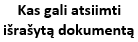 Kas gali atsiimti
išrašytą dokumentą